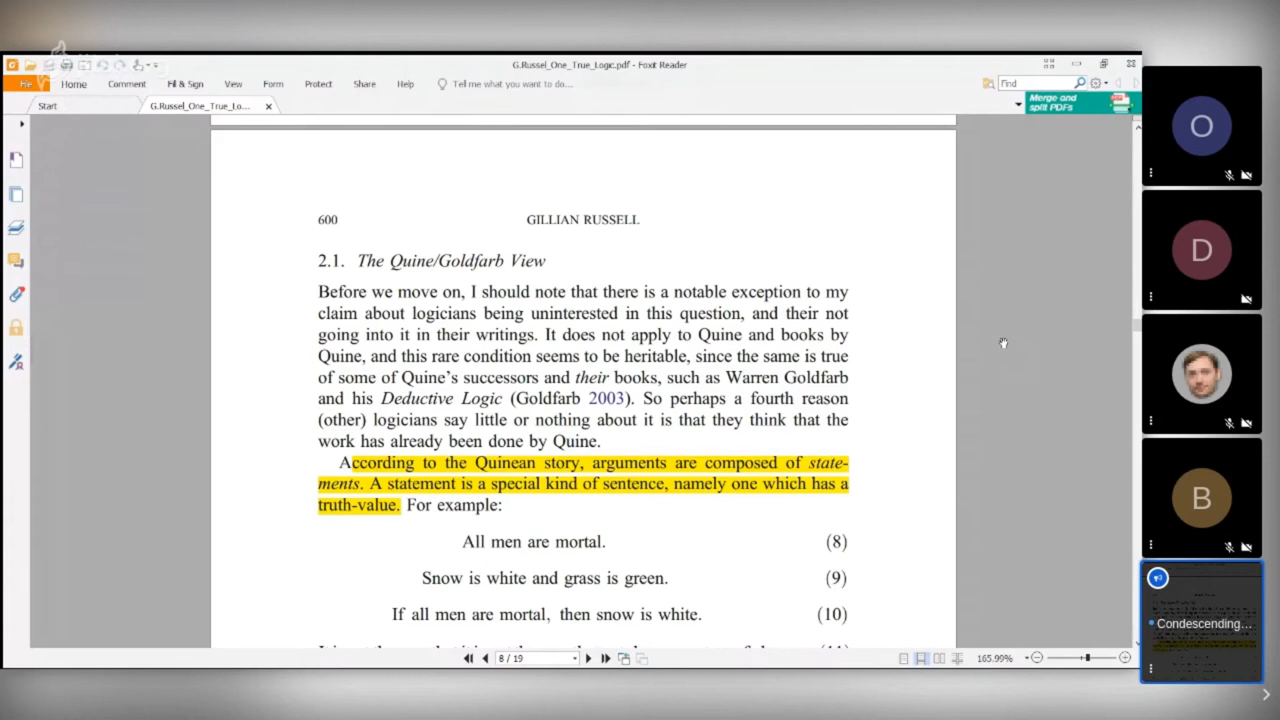 G.Russel_One_True_Logic.pdf - Foxit Reader
File
Home
Comment
Fill & Sign
View
Form
Protect
Share
Help
Tell me what you want to do...
Find
Start
G.Russel_One_True_Lo...
Merge and
split PDFs
600
GILLIAN RUSSELL
2.1. The Quine/Goldfarb View
Before we move on, I should note that there is a notable exception to my
claim about logicians being uninterested in this question, and their not
going into it in their writings. It does not apply to Quine and books by
Quine, and this rare condition seems to be heritable, since the same is true
of some of Quine's successors and their books, such as Warren Goldfarb
and his Deductive Logic (Goldfarb 2003). So perhaps a fourth reason
(other) logicians say little or nothing about it is that they think that the
work has already been done by Quine.
According to the Quinean story, arguments are composed of state-
ments. A statement is a special kind of sentence, namely one which has a
truth-value. For example:
All men are mortal. (8)
Snow is white and grass is green. (9)
If all men are mortal, then snow is white. (10)
8 / 19
165.99%
O
D
B
Condescending...